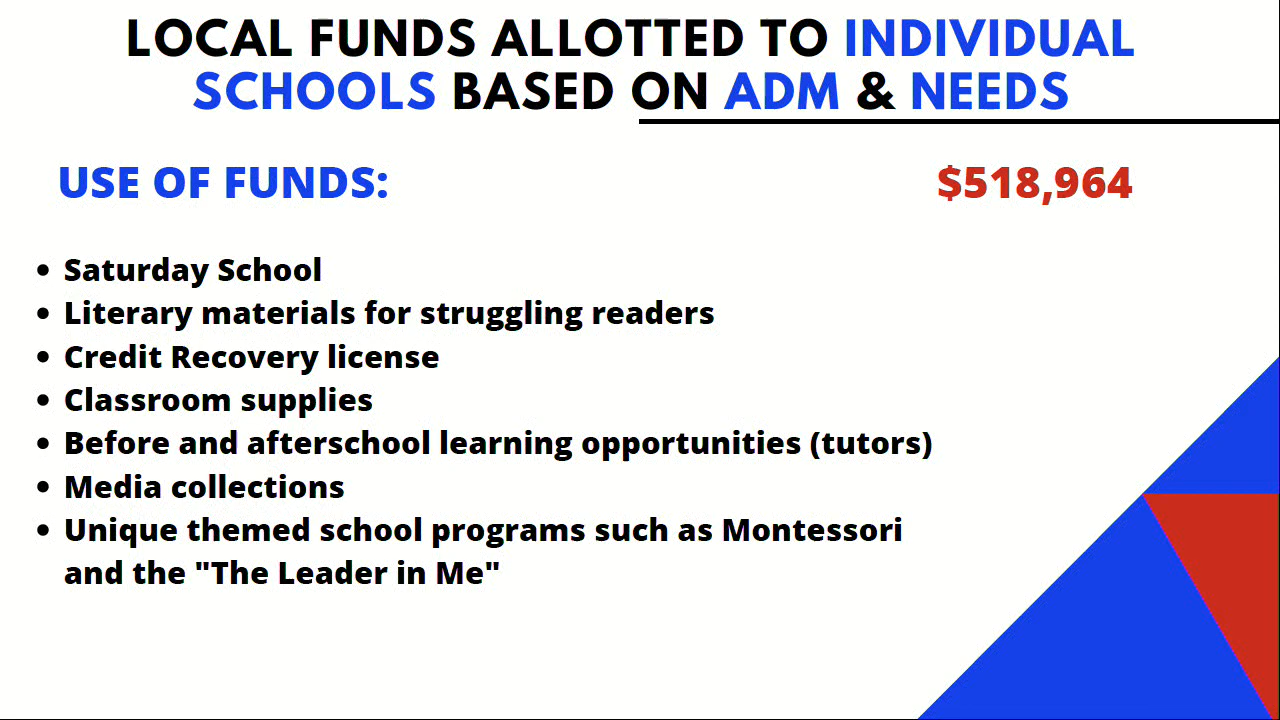 LOCAL FUNDS ALLOTTED TO INDIVIDUAL
SCHOOLS BASED ON ADM & NEEDS
USE OF FUNDS: $518,964
• Saturday School
• Literary materials for struggling readers
• Credit Recovery license
• Classroom supplies
• Before and afterschool learning opportunities (tutors)
• Media collections
• Unique themed school programs such as Montessori
and the "The Leader in Me"